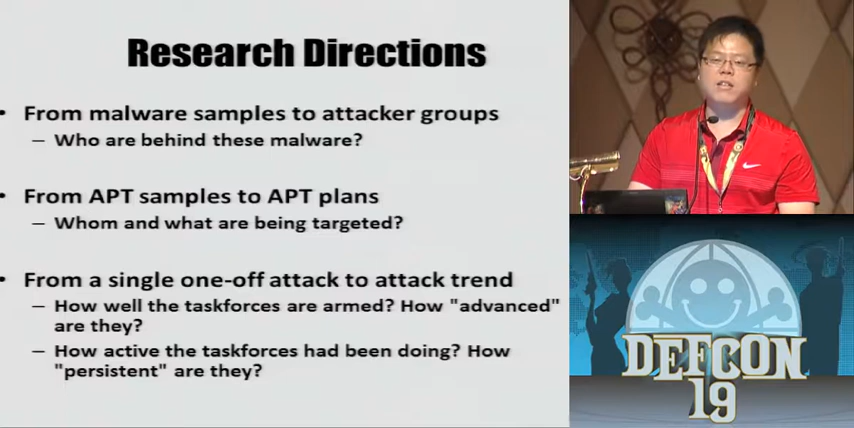 Research Directions
• From malware samples to attacker groups
– Who are behind these malware?
• From APT samples to APT plans
– Whom and what are being targeted?
• From a single one-off attack to attack trend
– How well the taskforces are armed? How "advanced"
are they?
– How active the taskforces had been doing? How
"persistent" are they?
DEFCON
19